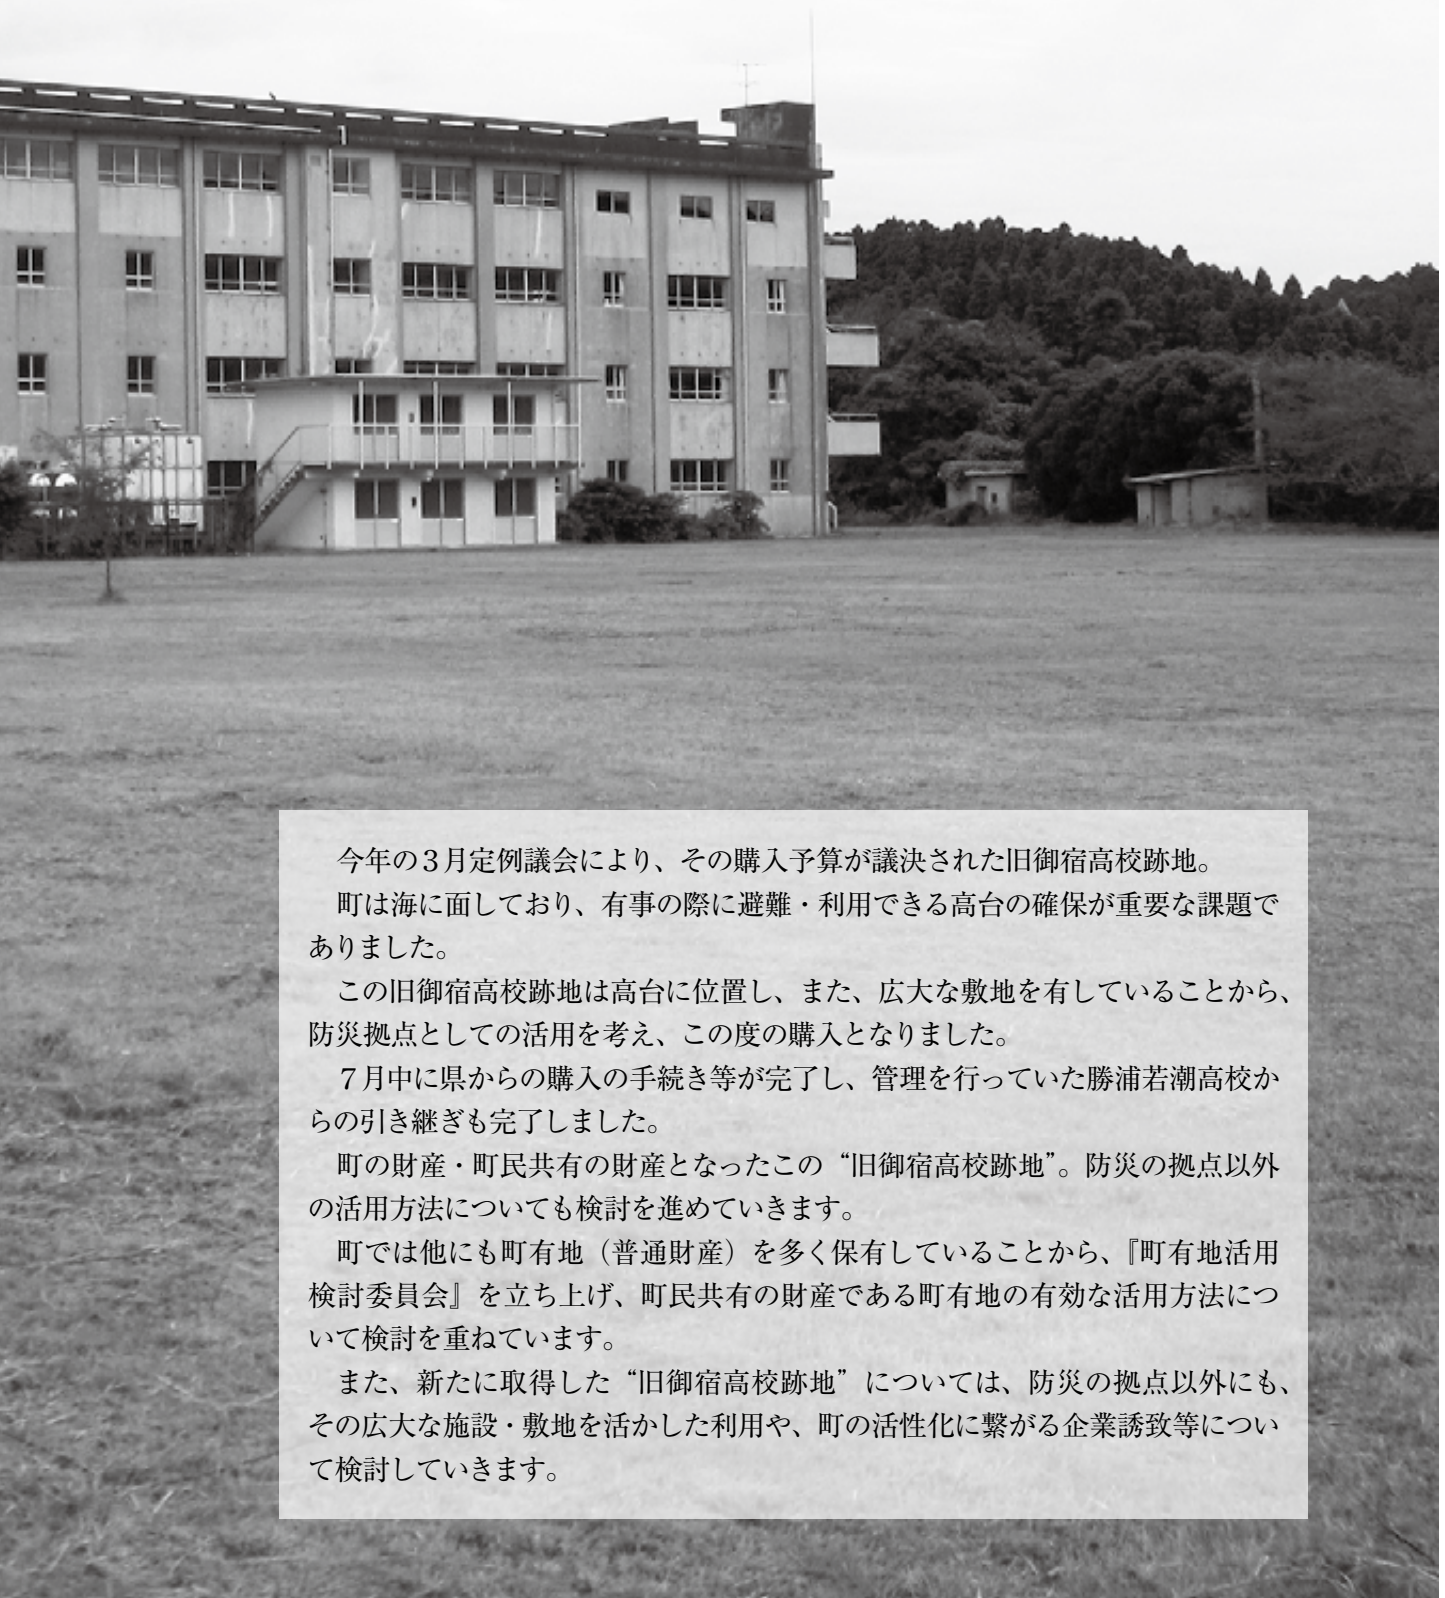 今年の３月定例議会により、その購入予算が議決された旧御宿高校跡地。
　町は海に面しており、有事の際に避難・利用できる高台の確保が重要な課題で
ありました。
　この旧御宿高校跡地は高台に位置し、また、広大な敷地を有していることから、
防災拠点としての活用を考え、この度の購入となりました。
　７月中に県からの購入の手続き等が完了し、管理を行っていた勝浦若潮高校か
らの引き継ぎも完了しました。
　町の財産・町民共有の財産となったこの“旧御宿高校跡地”。防災の拠点以外
の活用方法についても検討を進めていきます。
　町では他にも町有地（普通財産）を多く保有していることから、『町有地活用
検討委員会』を立ち上げ、町民共有の財産である町有地の有効な活用方法につ
いて検討を重ねています。
　また、新たに取得した“旧御宿高校跡地”については、防災の拠点以外にも、
その広大な施設・敷地を活かした利用や、町の活性化に繋がる企業誘致等につい
て検討していきます。